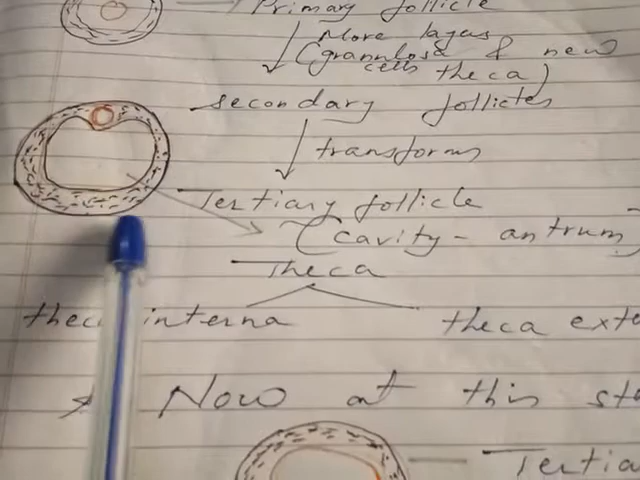 Primary follicle
More layers
(granulosa & new
cells theca)
secondary follicles
transforms
Tertiary follicle
(cavity - antrum)
Theca
theca interna theca exte
Now at this sta
Tertia